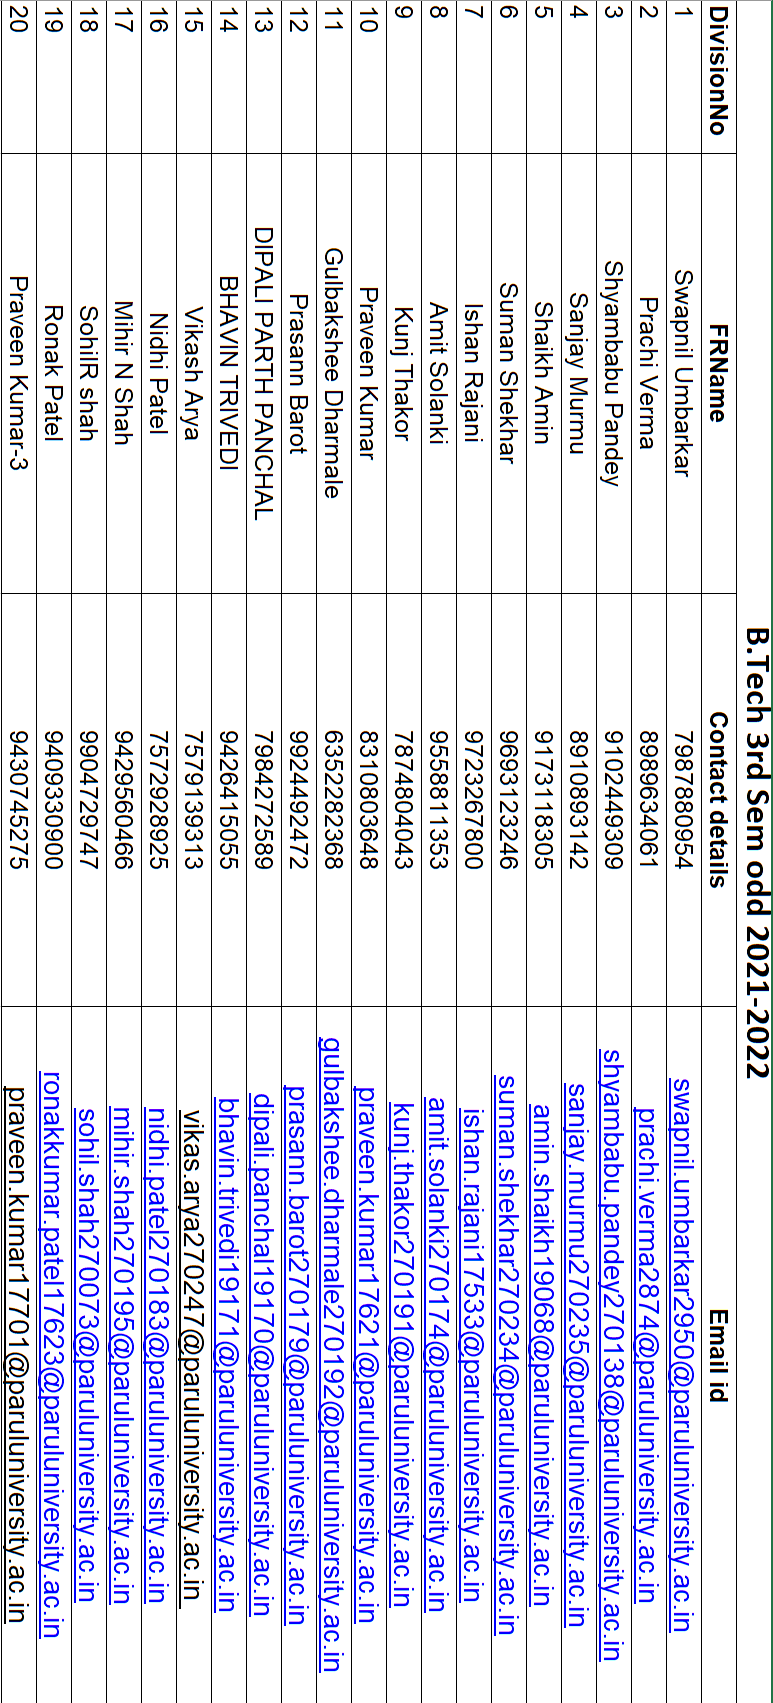 B.Tech 3rd Sem odd 2021-2022
DivisionNo FRName Contact details Email id
1 Swapnil Umbarkar 7987880954 swapnil.umbarkar2950@paruluniversity.ac.in
2 Prachi Verma 8989634061 prachi.verma2874@paruluniversity.ac.in
3 Shyambabu Pandey 9102449309 shyambabu.pandey270138@paruluniversity.ac.in
4 Sanjay Murmu 8910893142 sanjay.murmu270235@paruluniversity.ac.in
5 Shaikh Amin 9173118305 amin.shaikh19068@paruluniversity.ac.in
6 Suman Shekhar 9693123246 suman.shekhar270234@paruluniversity.ac.in
7 Ishan Rajani 9723267800 ishan.rajani17533@paruluniversity.ac.in
8 Amit Solanki 9558811353 amit.solanki270174@paruluniversity.ac.in
9 Kunj Thakor 7874804043 kunj.thakor270191@paruluniversity.ac.in
10 Praveen Kumar 8310803648 praveen.kumar17621@paruluniversity.ac.in
11 Gulbakshee Dharmale 6352282368 gulbakshee.dharmale270192@paruluniversity.ac.in
12 Prasann Barot 9924492472 prasann.barot270179@paruluniversity.ac.in
13 DIPALI PARTH PANCHAL 7984272589 dipali.panchal19170@paruluniversity.ac.in
14 BHAVIN TRIVEDI 9426415055 bhavin.trivedi19171@paruluniversity.ac.in
15 Vikash Arya 7579139313 vikas.arya270247@paruluniversity.ac.in
16 Nidhi Patel 7572928925 nidhi.patel270183@paruluniversity.ac.in
17 Mihir N Shah 9429560466 mihir.shah270195@paruluniversity.ac.in
18 SohilR shah 9904729747 sohil.shah270073@paruluniversity.ac.in
19 Ronak Patel 9409330900 ronakkumar.patel17623@paruluniversity.ac.in
20 Praveen Kumar-3 9430745275 praveen.kumar17701@paruluniversity.ac.in